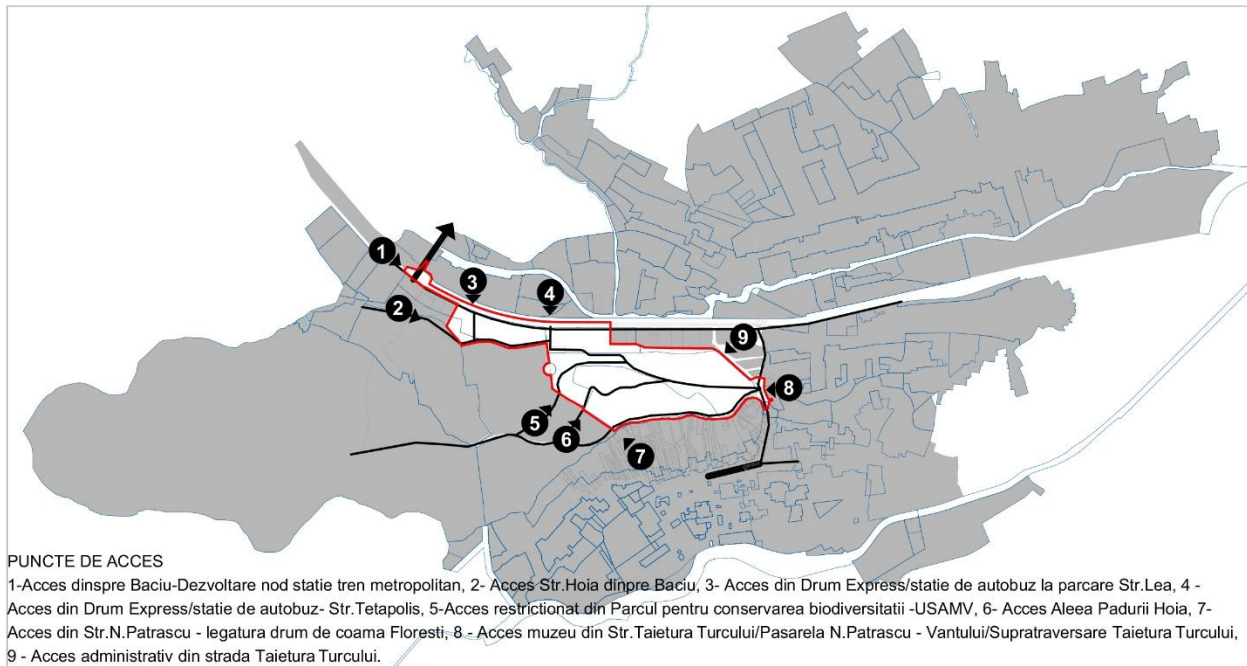 1
2
3
4
9
8
5
6
7
PUNCTE DE ACCES
1-Acces dinspre Baciu-Dezvoltare nod statie tren metropolitan, 2- Acces Str.Hoia dinpre Baciu, 3- Acces din Drum Express/statie de autobuz la parcare Str.Lea, 4 -
Acces din Drum Express/statie de autobuz- Str.Tetapolis, 5-Acces restrictionat din Parcul pentru conservarea biodiversitatii -USAMV, 6- Acces Aleea Padurii Hoia, 7-
Acces din Str.N.Patrascu - legatura drum de coama Floresti, 8 - Acces muzeu din Str.Taietura Turcului/Pasarela N.Patrascu - Vantului/Supratraversare Taietura Turcului,
9 - Acces administrativ din strada Taietura Turcului.